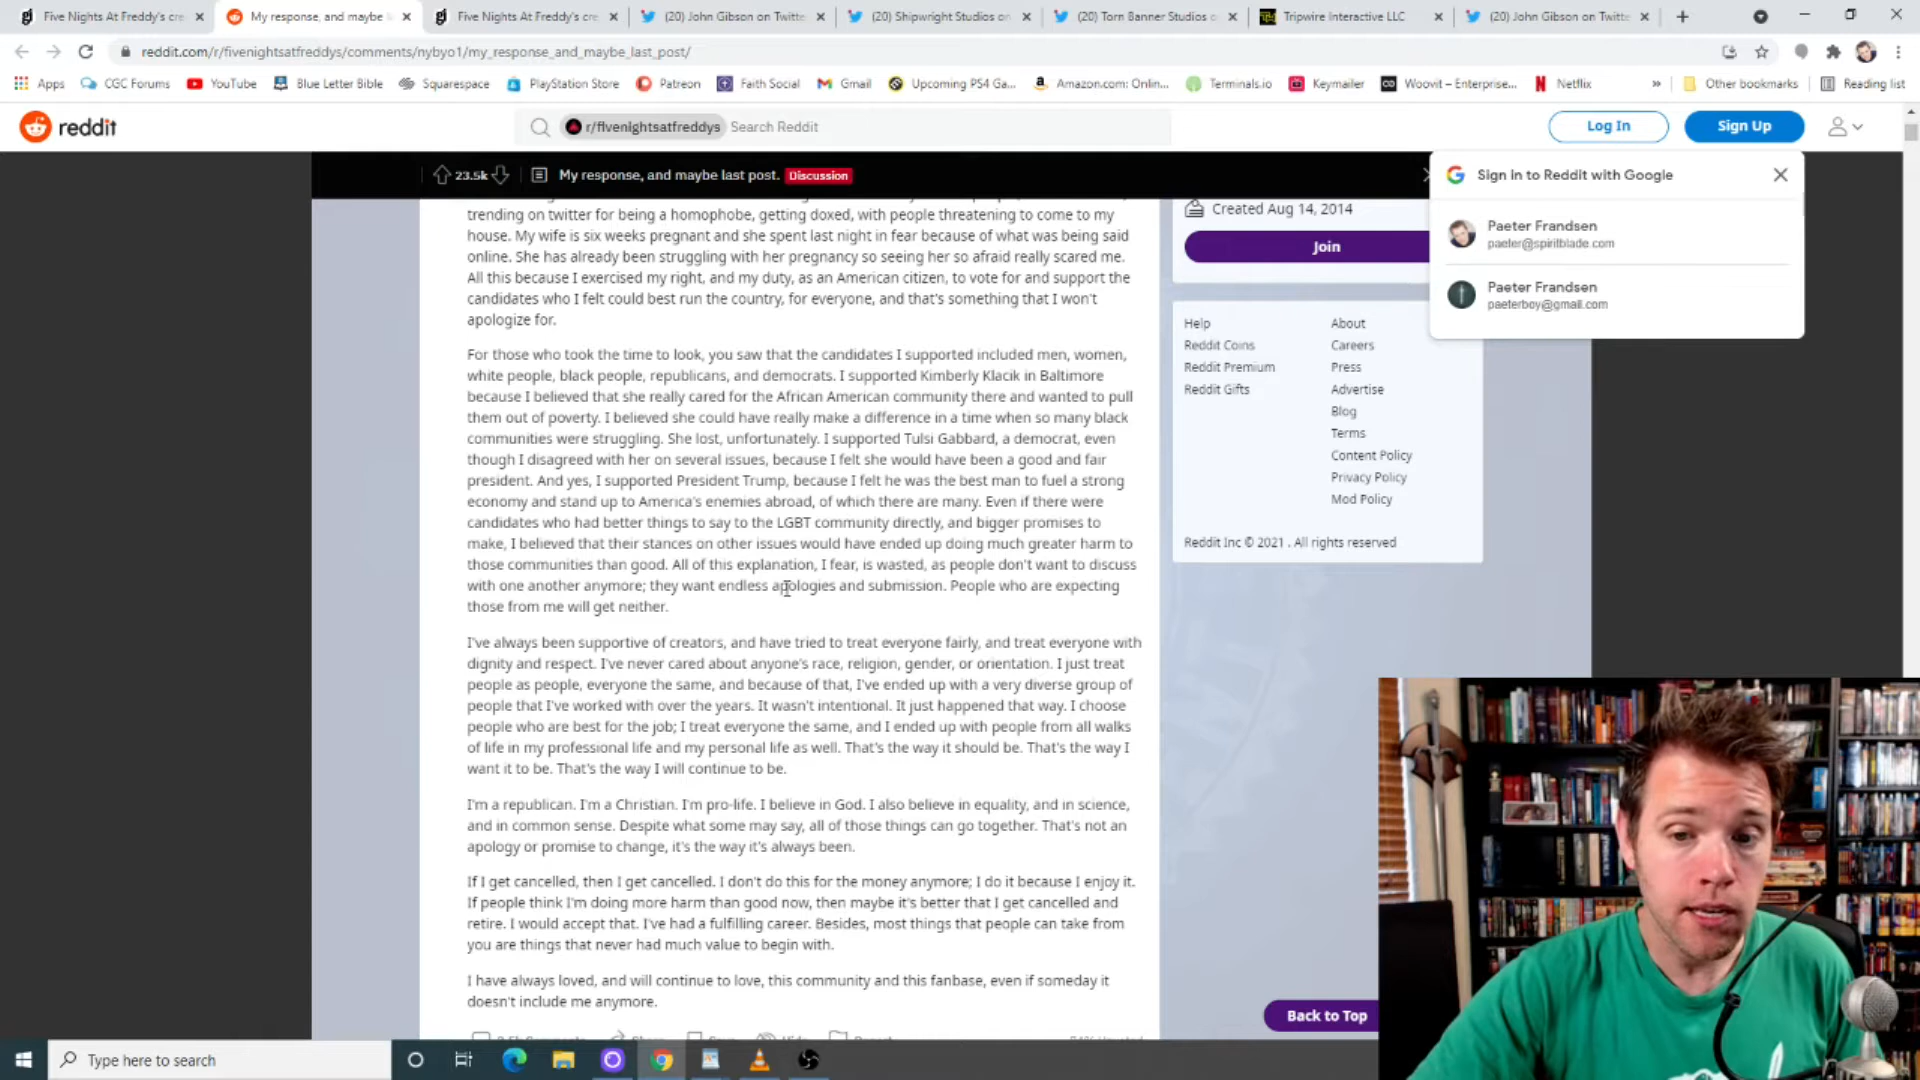 Five Nights At Freddy's cre
My response, and maybe l
Five Nights At Freddy's cre
(20) John Gibson on Twitte
(20) Shipwright Studios on
(20) Torn Banner Studios o
Tripwire Interactive LLC
(20) John Gibson on Twitte
reddit.com/r/fivenightsatfreddys/comments/nybyo1/my_response_and_maybe_last_post/
Apps
CGC Forums
YouTube
Blue Letter Bible
Squarespace
PlayStation Store
Patreon
Faith Social
Gmail
Upcoming PS4 Ga...
Amazon.com: Onlin...
Terminals.io
Keymailer
Woovit – Enterprise...
Netflix
»
Other bookmarks
Reading list
reddit
r/fivenightsatfreddys
Search Reddit
Log In
Sign Up
23.5k
My response, and maybe last post.
Discussion
Sign in to Reddit with Google
Paeter Frandsen
paeter@spiritblade.com
Paeter Frandsen
paeterboy@gmail.com
trending on twitter for being a homophobe, getting doxed, with people threatening to come to my
house. My wife is six weeks pregnant and she spent last night in fear because of what was being said
online. She has already been struggling with her pregnancy so seeing her so afraid really scared me.
All this because I exercised my right, and my duty, as an American citizen, to vote for and support the
candidates who I felt could best run the country, for everyone, and that's something that I won't
apologize for.
For those who took the time to look, you saw that the candidates I supported included men, women,
white people, black people, republicans, and democrats. I supported Kimberly Klacik in Baltimore
because I believed that she really cared for the African American community there and wanted to pull
them out of poverty. I believed she could have really make a difference in a time when so many black
communities were struggling. She lost, unfortunately. I supported Tulsi Gabbard, a democrat, even
though I disagreed with her on several issues, because I felt she would have been a good and fair
president. And yes, I supported President Trump, because I felt he was the best man to fuel a strong
economy and stand up to America's enemies abroad, of which there are many. Even if there were
candidates who had better things to say to the LGBT community directly, and bigger promises to
make, I believed that their stances on other issues would have ended up doing much greater harm to
those communities than good. All of this explanation, I fear, is wasted, as people don't want to discuss
with one another anymore; they want endless apologies and submission. People who are expecting
those from me will get neither.
I've always been supportive of creators, and have tried to treat everyone fairly, and treat everyone with
dignity and respect. I've never cared about anyone's race, religion, gender, or orientation. I just treat
people as people, everyone the same, and because of that, I've ended up with a very diverse group of
people that I've worked with over the years. It wasn't intentional. It just happened that way. I choose
people who are best for the job; I treat everyone the same, and I ended up with people from all walks
of life in my professional life and my personal life as well. That's the way it should be. That's the way I
want it to be. That's the way I will continue to be.
I'm a republican. I'm a Christian. I'm pro-life. I believe in God. I also believe in equality, and in science,
and in common sense. Despite what some may say, all of those things can go together. That's not an
apology or promise to change, it's the way it's always been.
If I get cancelled, then I get cancelled. I don't do this for the money anymore; I do it because I enjoy it.
If people think I'm doing more harm than good now, then maybe it's better that I get cancelled and
retire. I would accept that. I've had a fulfilling career. Besides, most things that people can take from
you are things that never had much value to begin with.
I have always loved, and will continue to love, this community and this fanbase, even if someday it
doesn't include me anymore.
Created Aug 14, 2014
Join
Help
About
Reddit Coins
Careers
Reddit Premium
Press
Reddit Gifts
Advertise
Blog
Terms
Content Policy
Privacy Policy
Mod Policy
Reddit Inc © 2021 . All rights reserved
Back to Top
Type here to search